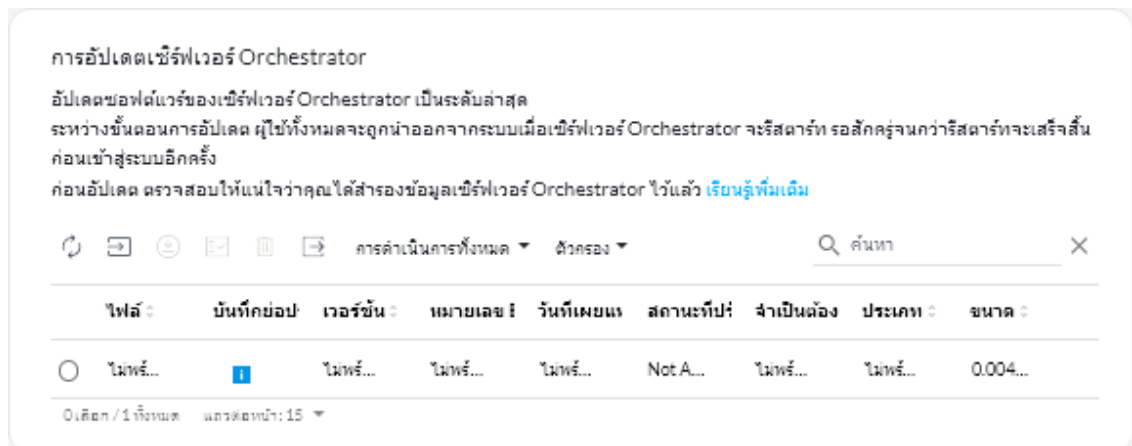 การอัปเดตเซิร์ฟเวอร์ Orchestrator
อัปเดตซอฟต์แวร์ของเซิร์ฟเวอร์ Orchestrator เป็นระดับล่าสุด
ระหว่างขั้นตอนการอัปเดต ผู้ใช้ทั้งหมดจะถูกนำออกจากระบบเมื่อเซิร์ฟเวอร์ Orchestrator จะรีสตาร์ท รอสักครู่จนกว่ารีสตาร์ทจะเสร็จสิ้น
ก่อนเข้าสู่ระบบอีกครั้ง
ก่อนอัปเดต ตรวจสอบให้แน่ใจว่าคุณได้สำรองข้อมูลเซิร์ฟเวอร์ Orchestrator ไว้แล้ว เรียนรู้เพิ่มเติม
การดำเนินการทั้งหมด ตัวกรอง ค้นหา
ไฟล์ บันทึกย่อป เวอร์ชัน หมายเลข วันที่เผยแพ สถานะที่ปรั จำเป็นต้อง ประเภท ขนาด
ไม่พร้... ไม่พร้... ไม่พร้... ไม่พร้... Not A... ไม่พร้... ไม่พร้... 0.004...
0 เลือก / 1 ทั้งหมด แถวต่อหน้า: 15